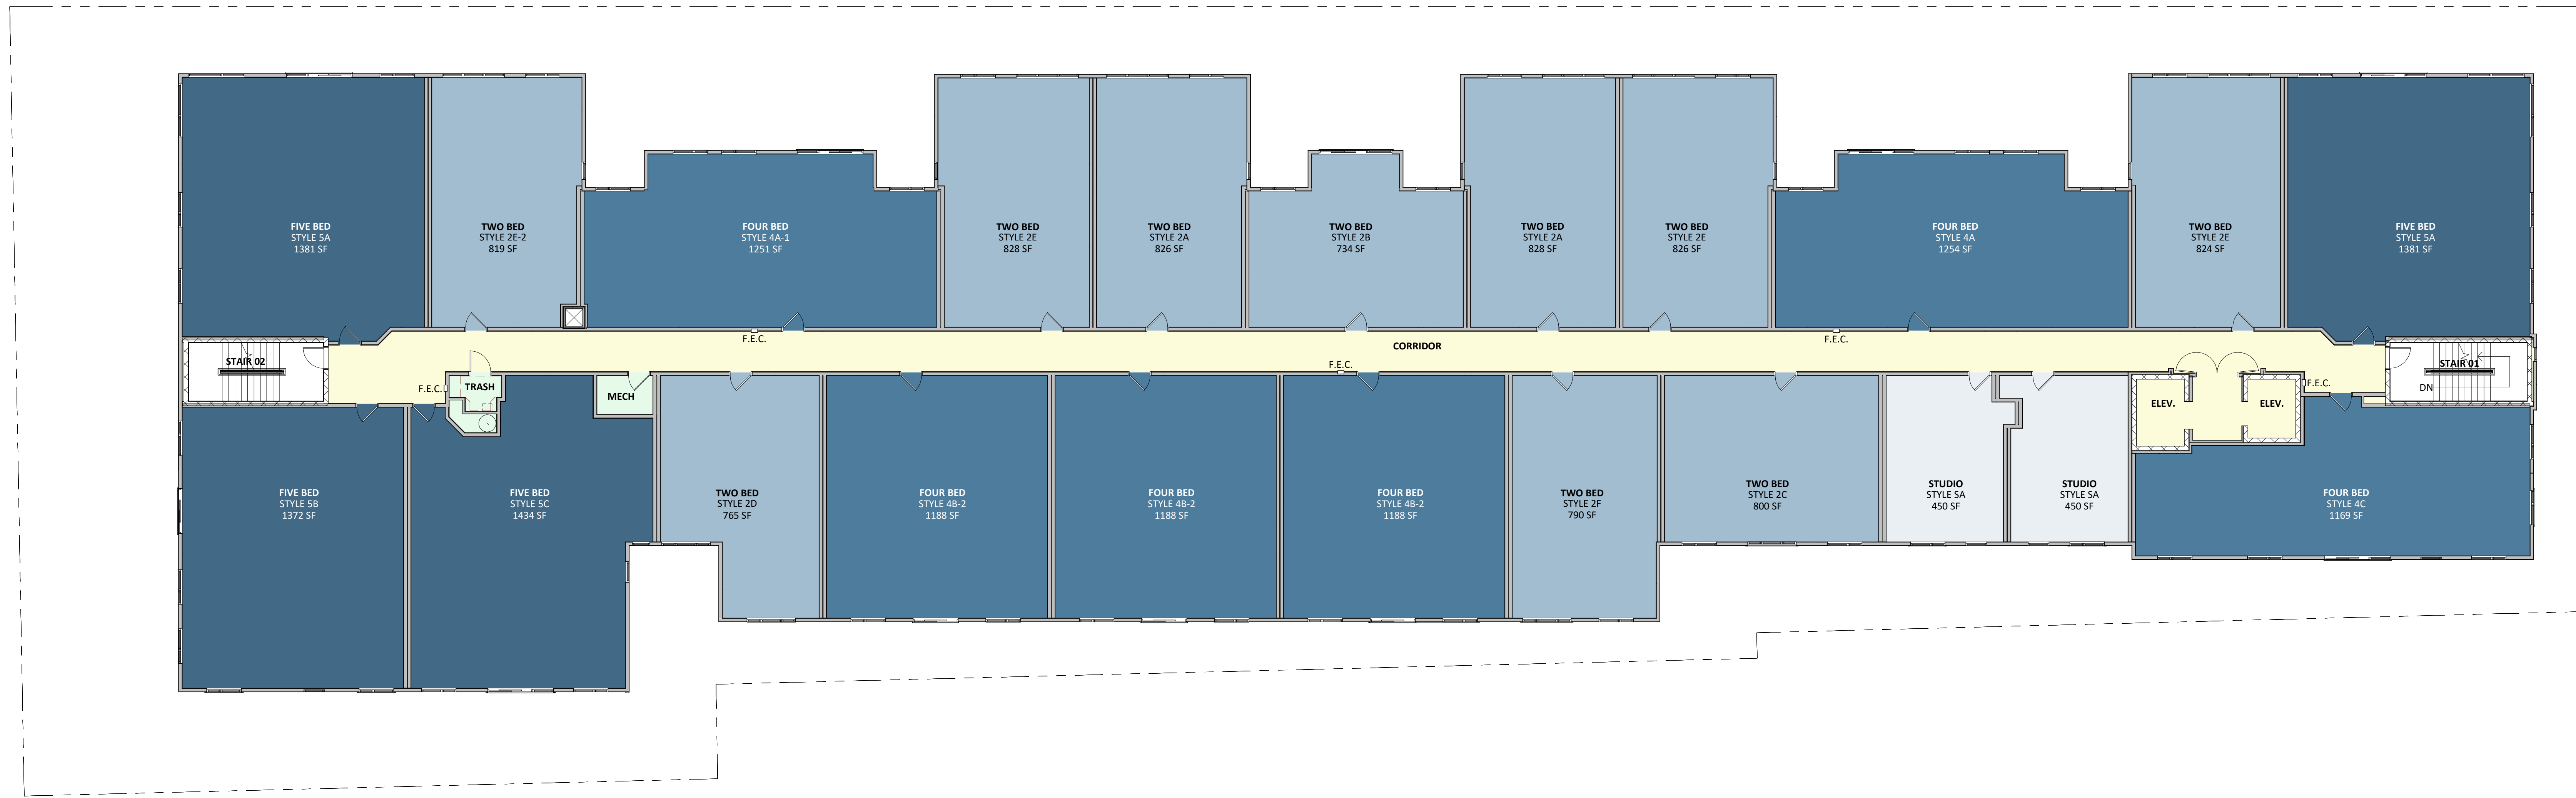 FIVE BED
STYLE 5A
1381 SF
TWO BED
STYLE 2E-2
819 SF
FOUR BED
STYLE 4A-1
1251 SF
TWO BED
STYLE 2E
828 SF
TWO BED
STYLE 2A
826 SF
TWO BED
STYLE 2B
734 SF
TWO BED
STYLE 2A
828 SF
TWO BED
STYLE 2E
826 SF
FOUR BED
STYLE 4A
1254 SF
TWO BED
STYLE 2E
824 SF
FIVE BED
STYLE 5A
1381 SF
F.E.C.
F.E.C.
CORRIDOR
STAIR 02
F.E.C.
STAIR 01
F.E.C.
TRASH
F.E.C.
DN
MECH
ELEV.
ELEV.
FIVE BED
STYLE 5B
1372 SF
FIVE BED
STYLE 5C
1434 SF
TWO BED
STYLE 2D
765 SF
FOUR BED
STYLE 4B-2
1188 SF
FOUR BED
STYLE 4B-2
1188 SF
FOUR BED
STYLE 4B-2
1188 SF
TWO BED
STYLE 2F
790 SF
TWO BED
STYLE 2C
800 SF
STUDIO
STYLE SA
450 SF
STUDIO
STYLE SA
450 SF
FOUR BED
STYLE 4C
1169 SF